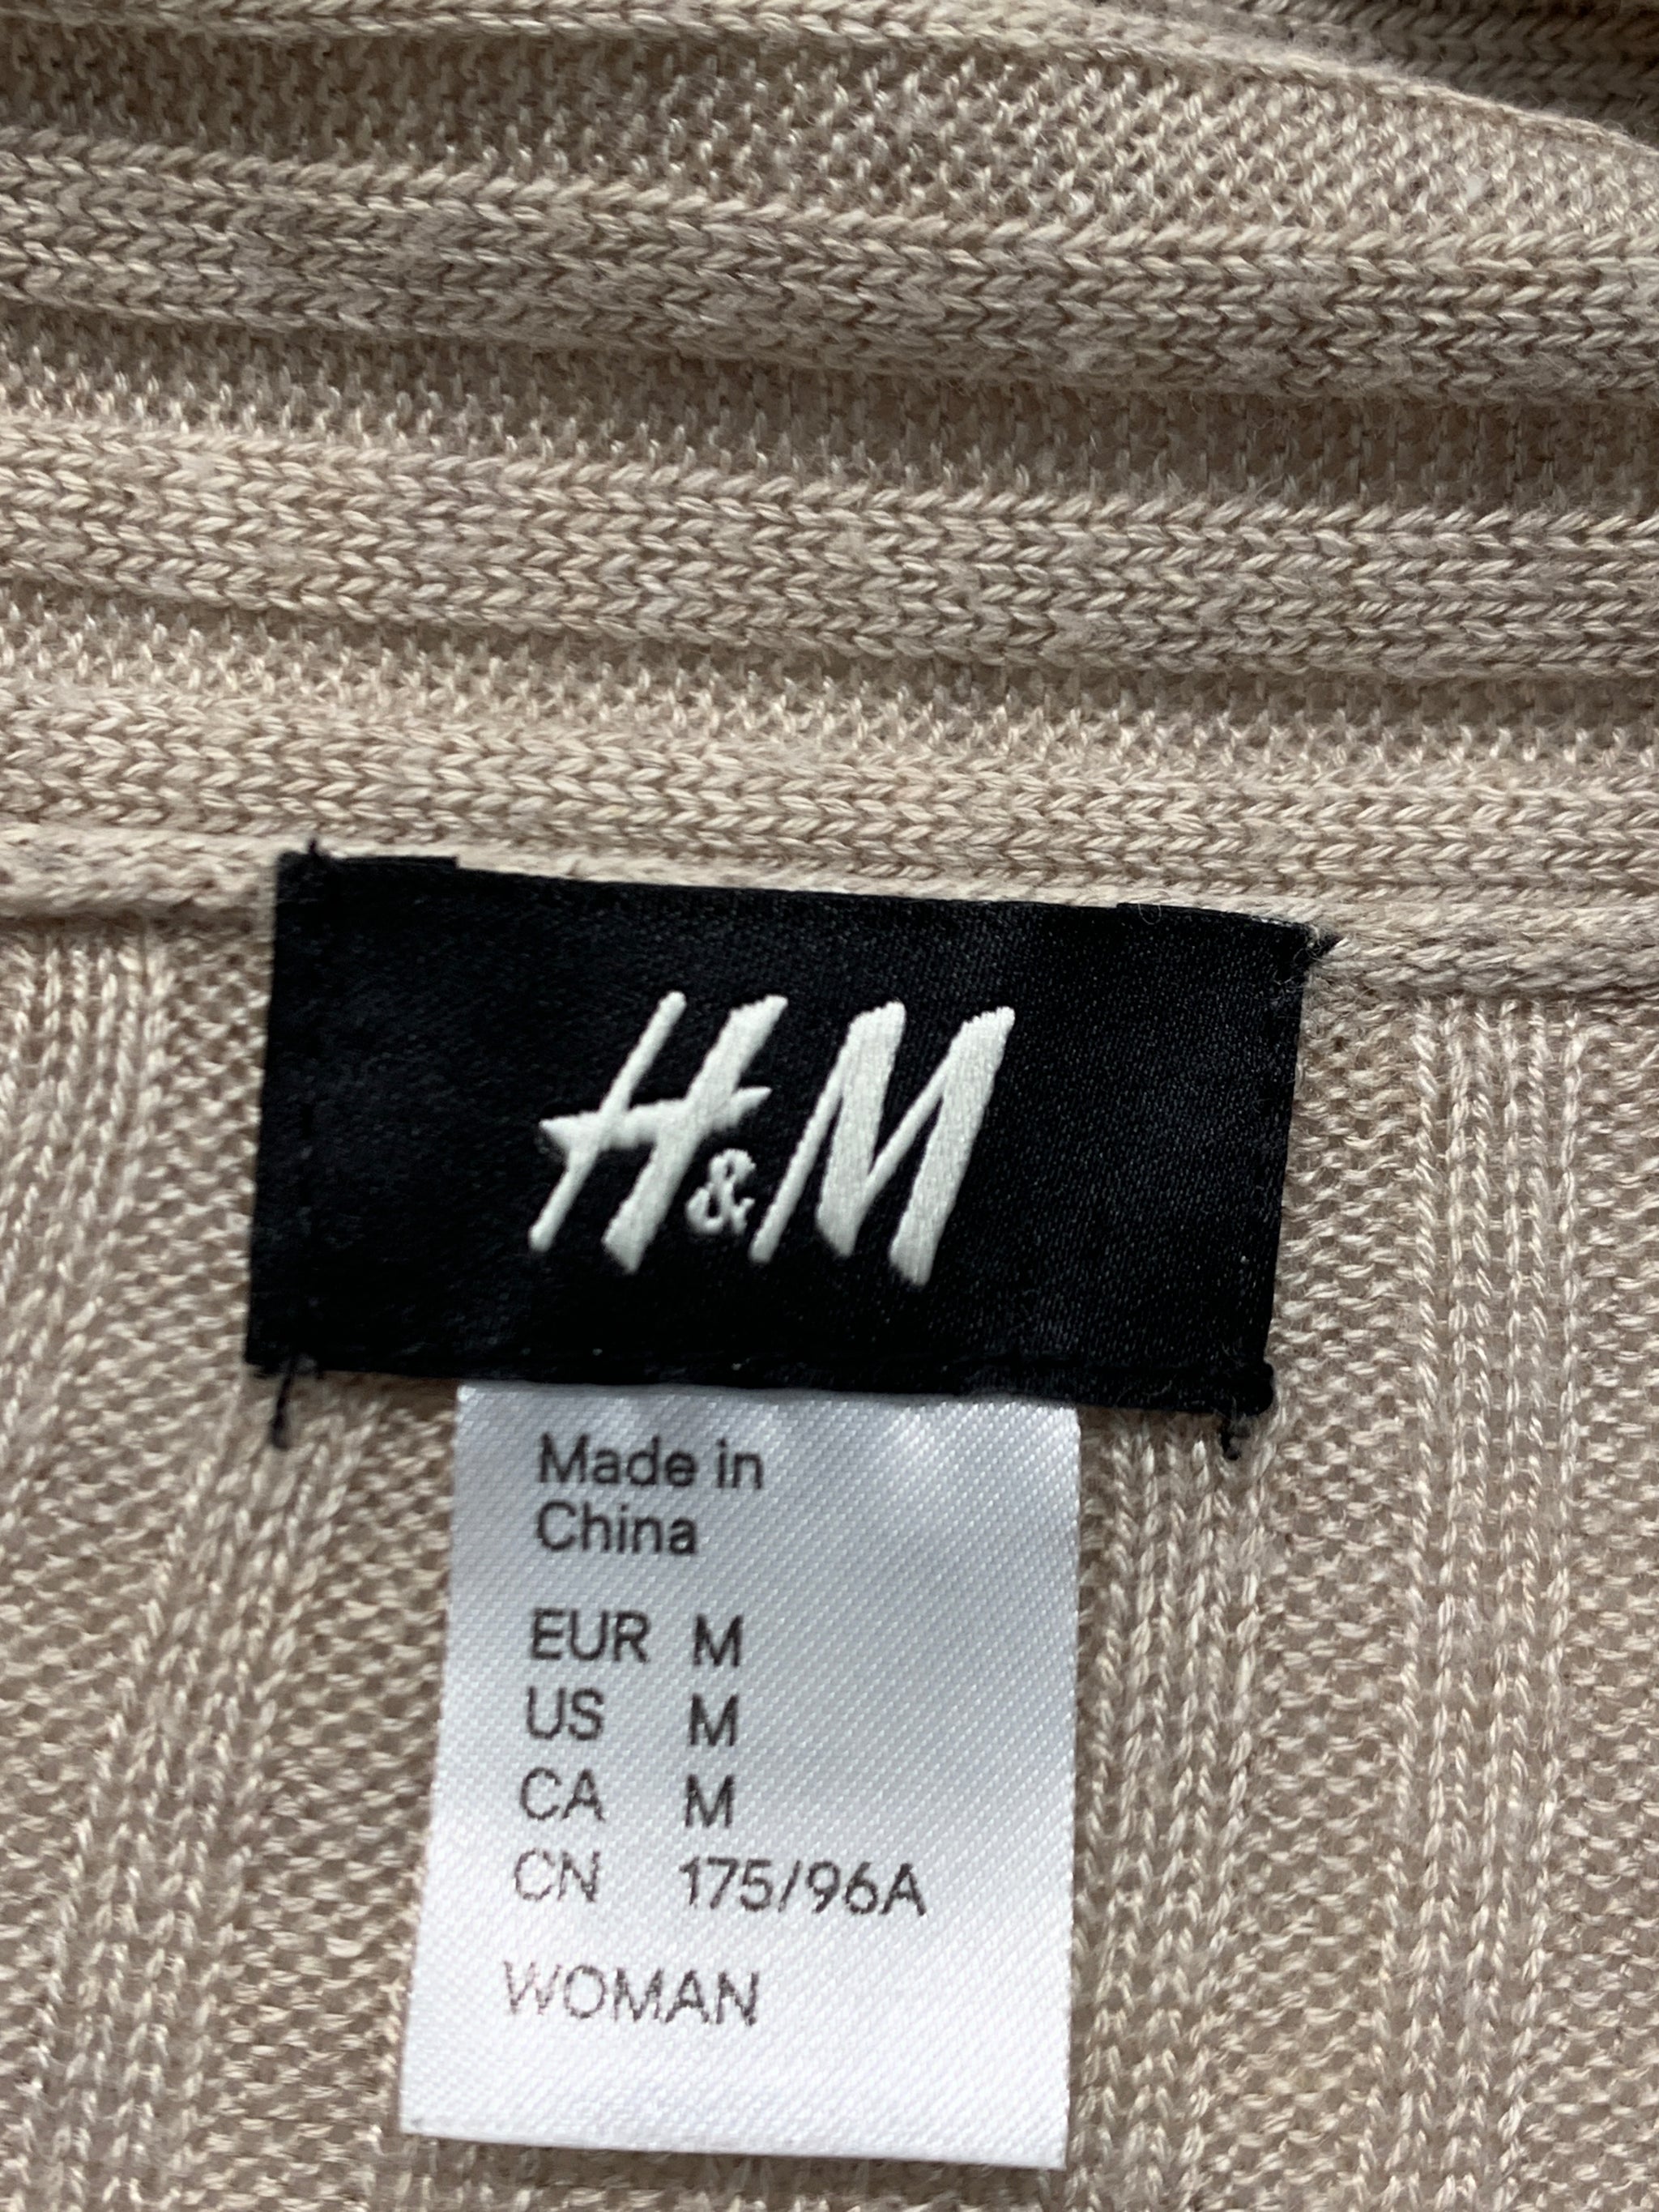 H&M
Made in
China
EUR M
US M
CA M
CN 175/96A
WOMAN